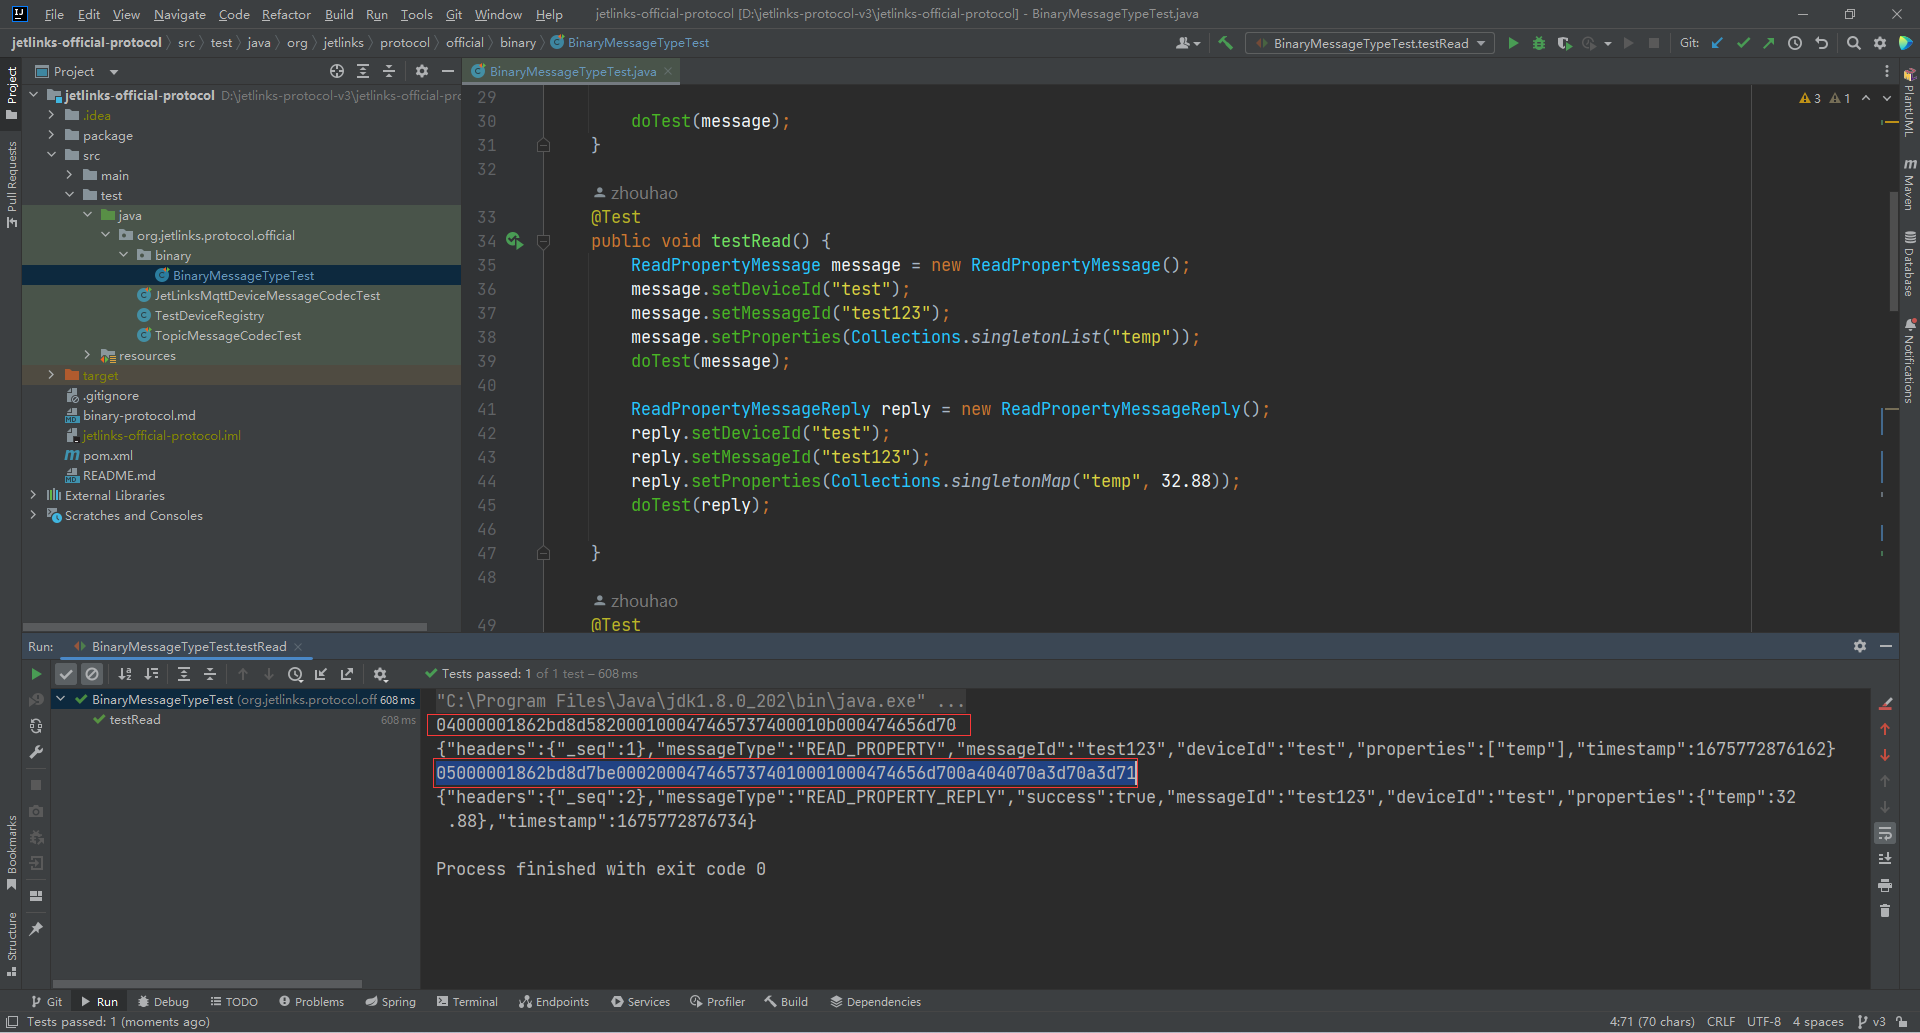 File Edit View Navigate Code Refactor Build Run Tools Git Window Help jetlinks-official-protocol [D:\jetlinks-protocol-v3\jetlinks-official-protocol] - BinaryMessageTypeTest.java
jetlinks-official-protocol src test java org jetlinks protocol official binary BinaryMessageTypeTest BinaryMessageTypeTest.testRead Git:
Project
BinaryMessageTypeTest.java
jetlinks-official-protocol D:\jetlinks-protocol-v3\jetlinks-official-pro
.idea
package
src
main
test
java
org.jetlinks.protocol.official
binary
BinaryMessageTypeTest
JetLinksMqttDeviceMessageCodecTest
TestDeviceRegistry
TopicMessageCodecTest
resources
target
.gitignore
binary-protocol.md
jetlinks-official-protocol.iml
pom.xml
README.md
External Libraries
Scratches and Consoles
Project
Pull Requests
Bookmarks
Structure
3 1
29
30 doTest(message);
31 }
32
zhouhao
33 @Test
34 public void testRead() {
35 ReadPropertyMessage message = new ReadPropertyMessage();
36 message.setDeviceId("test");
37 message.setMessageId("test123");
38 message.setProperties(Collections.singletonList("temp"));
39 doTest(message);
40
41 ReadPropertyMessageReply reply = new ReadPropertyMessageReply();
42 reply.setDeviceId("test");
43 reply.setMessageId("test123");
44 reply.setProperties(Collections.singletonMap("temp", 32.88));
45 doTest(reply);
46
47 }
48
zhouhao
49 @Test
PlantUML
Maven
Database
Notifications
Run: BinaryMessageTypeTest.testRead
Tests passed: 1 of 1 test – 608 ms
BinaryMessageTypeTest (org.jetlinks.protocol.off 608 ms
testRead 608 ms
"C:\Program Files\Java\jdk1.8.0_202\bin\java.exe" ...
04000001862bd8d58200010004746573740001​0b000474656d70
{"headers":{"_seq":1},"messageType":"READ_PROPERTY","messageId":"test123","deviceId":"test","properties":["temp"],"timestamp":1675772876162}
05000001862bd8d7be000200047465737401​0001000474656d700a404070a3d70a3d71
{"headers":{"_seq":2},"messageType":"READ_PROPERTY_REPLY","success":true,"messageId":"test123","deviceId":"test","properties":{"temp":32
.88},"timestamp":1675772876734}
Process finished with exit code 0
Git Run Debug TODO Problems Spring Terminal Endpoints Services Profiler Build Dependencies
Tests passed: 1 (moments ago) 4:71 (70 chars) CRLF UTF-8 4 spaces v3